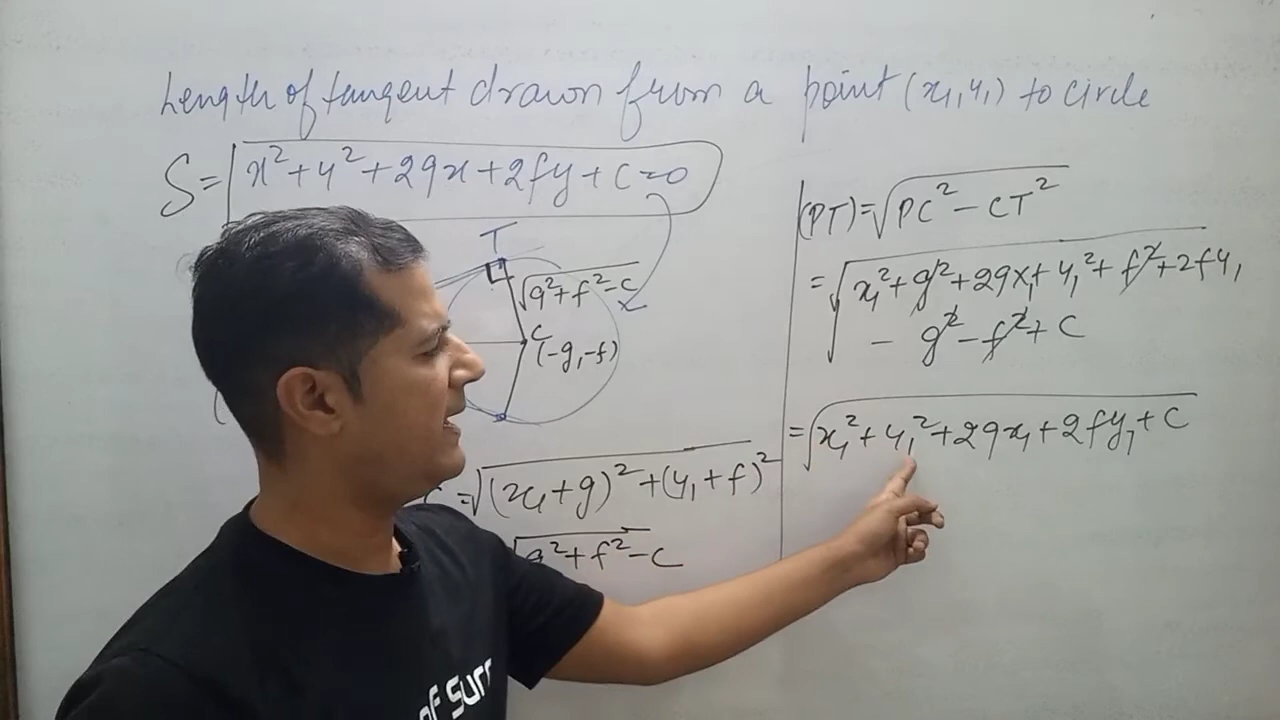 Length of tangent drawn from a point (x₁,y₁) to circle
S = x² + y² + 2gx + 2fy + c = 0
T
√g² + f² - c
C
(-g, -f)
C = √(x₁ + g)² + (y₁ + f)²
√g² + f² - c
(PT) = √PC² - CT²
= √x₁² + g² + 2gx₁ + y₁² + f² + 2fy₁
- g² - f² + c
= √x₁² + y₁² + 2gx₁ + 2fy₁ + c
of surr